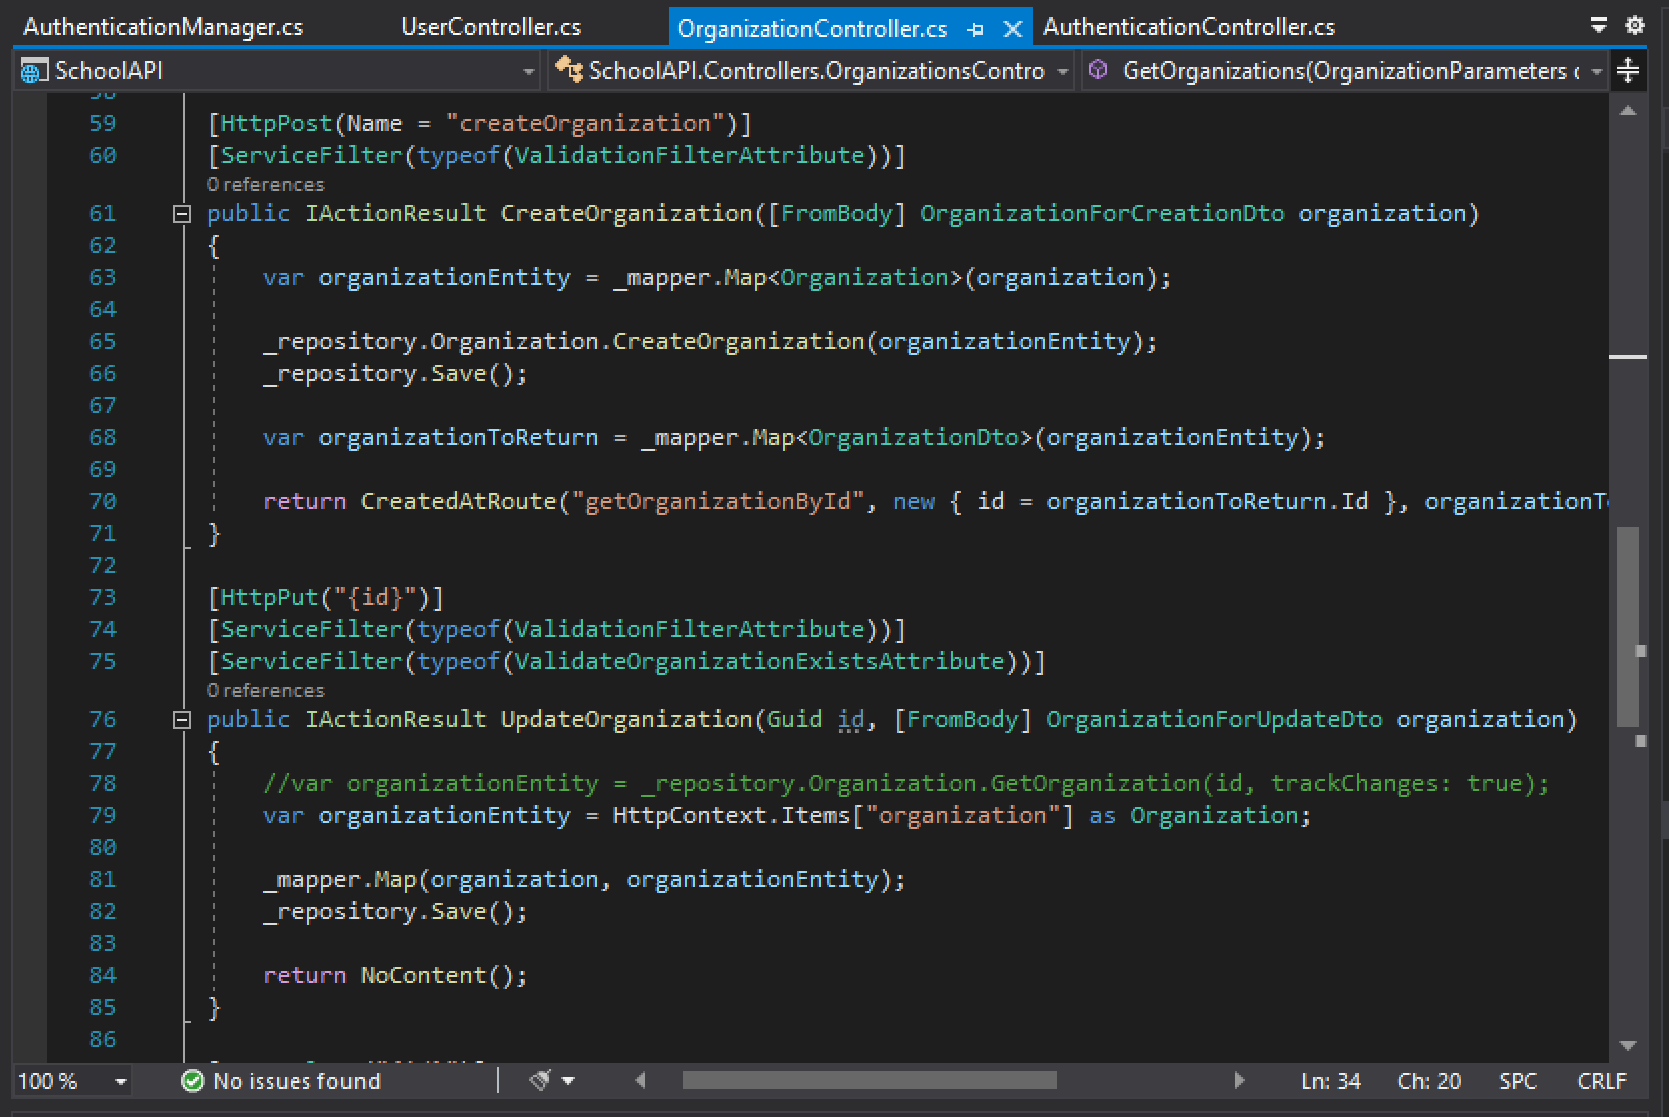 AuthenticationManager.cs UserController.cs OrganizationController.cs AuthenticationController.cs
SchoolAPI SchoolAPI.Controllers.OrganizationsContro GetOrganizations(OrganizationParameters
59 [HttpPost(Name = "createOrganization")]
60 [ServiceFilter(typeof(ValidationFilterAttribute))]
0 references
61 public IActionResult CreateOrganization([FromBody] OrganizationForCreationDto organization)
62 {
63 var organizationEntity = _mapper.Map<Organization>(organization);
64
65 _repository.Organization.CreateOrganization(organizationEntity);
66 _repository.Save();
67
68 var organizationToReturn = _mapper.Map<OrganizationDto>(organizationEntity);
69
70 return CreatedAtRoute("getOrganizationById", new { id = organizationToReturn.Id }, organizationT
71 }
72
73 [HttpPut("{id}")]
74 [ServiceFilter(typeof(ValidationFilterAttribute))]
75 [ServiceFilter(typeof(ValidateOrganizationExistsAttribute))]
0 references
76 public IActionResult UpdateOrganization(Guid id, [FromBody] OrganizationForUpdateDto organization)
77 {
78 //var organizationEntity = _repository.Organization.GetOrganization(id, trackChanges: true);
79 var organizationEntity = HttpContext.Items["organization"] as Organization;
80
81 _mapper.Map(organization, organizationEntity);
82 _repository.Save();
83
84 return NoContent();
85 }
86
100 % No issues found Ln: 34 Ch: 20 SPC CRLF